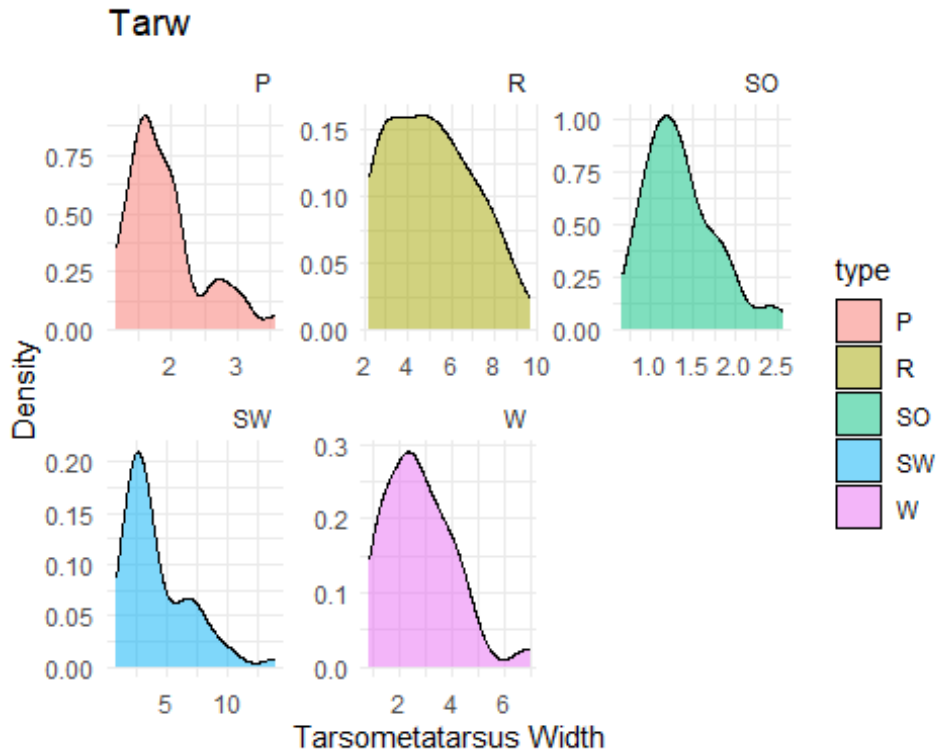 Tarw
P
R
SO
0.75
0.50
0.25
0.00
2 3
0.15
0.10
0.05
0.00
2 4 6 8 10
1.00
0.75
0.50
0.25
0.00
1.0 1.5 2.0 2.5
SW
W
0.20
0.15
0.10
0.05
0.00
5 10
0.3
0.2
0.1
0.0
2 4 6
Density
Tarsometatarsus Width
type
P
R
SO
SW
W